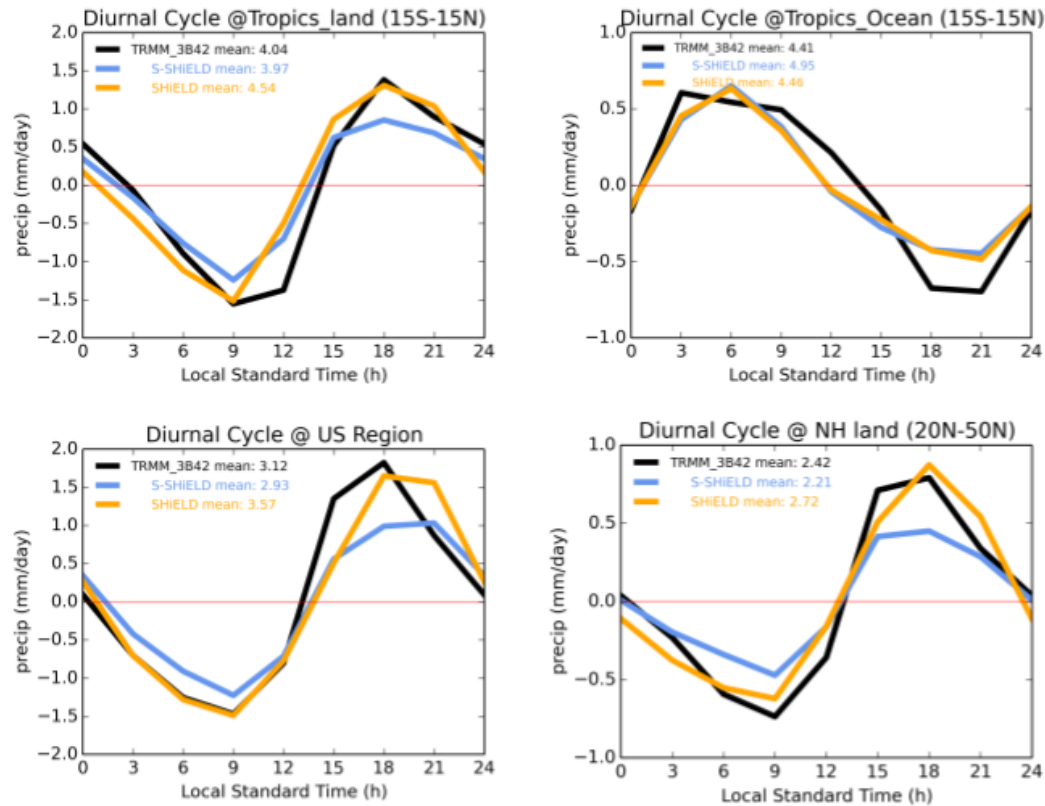 Diurnal Cycle @Tropics_land (15S-15N)
TRMM_3B42 mean: 4.04
S-SHiELD mean: 3.97
SHiELD mean: 4.54
precip (mm/day)
2.0
1.5
1.0
0.5
0.0
−0.5
−1.0
−1.5
−2.0
0 3 6 9 12 15 18 21 24
Local Standard Time (h)
Diurnal Cycle @Tropics_Ocean (15S-15N)
TRMM_3B42 mean: 4.41
S-SHiELD mean: 4.95
SHiELD mean: 4.46
precip (mm/day)
1.0
0.5
0.0
−0.5
−1.0
0 3 6 9 12 15 18 21 24
Local Standard Time (h)
Diurnal Cycle @ US Region
TRMM_3B42 mean: 3.12
S-SHiELD mean: 2.93
SHiELD mean: 3.57
precip (mm/day)
2.0
1.5
1.0
0.5
0.0
−0.5
−1.0
−1.5
−2.0
0 3 6 9 12 15 18 21 24
Local Standard Time (h)
Diurnal Cycle @ NH land (20N-50N)
TRMM_3B42 mean: 2.42
S-SHiELD mean: 2.21
SHiELD mean: 2.72
precip (mm/day)
1.0
0.5
0.0
−0.5
−1.0
0 3 6 9 12 15 18 21 24
Local Standard Time (h)